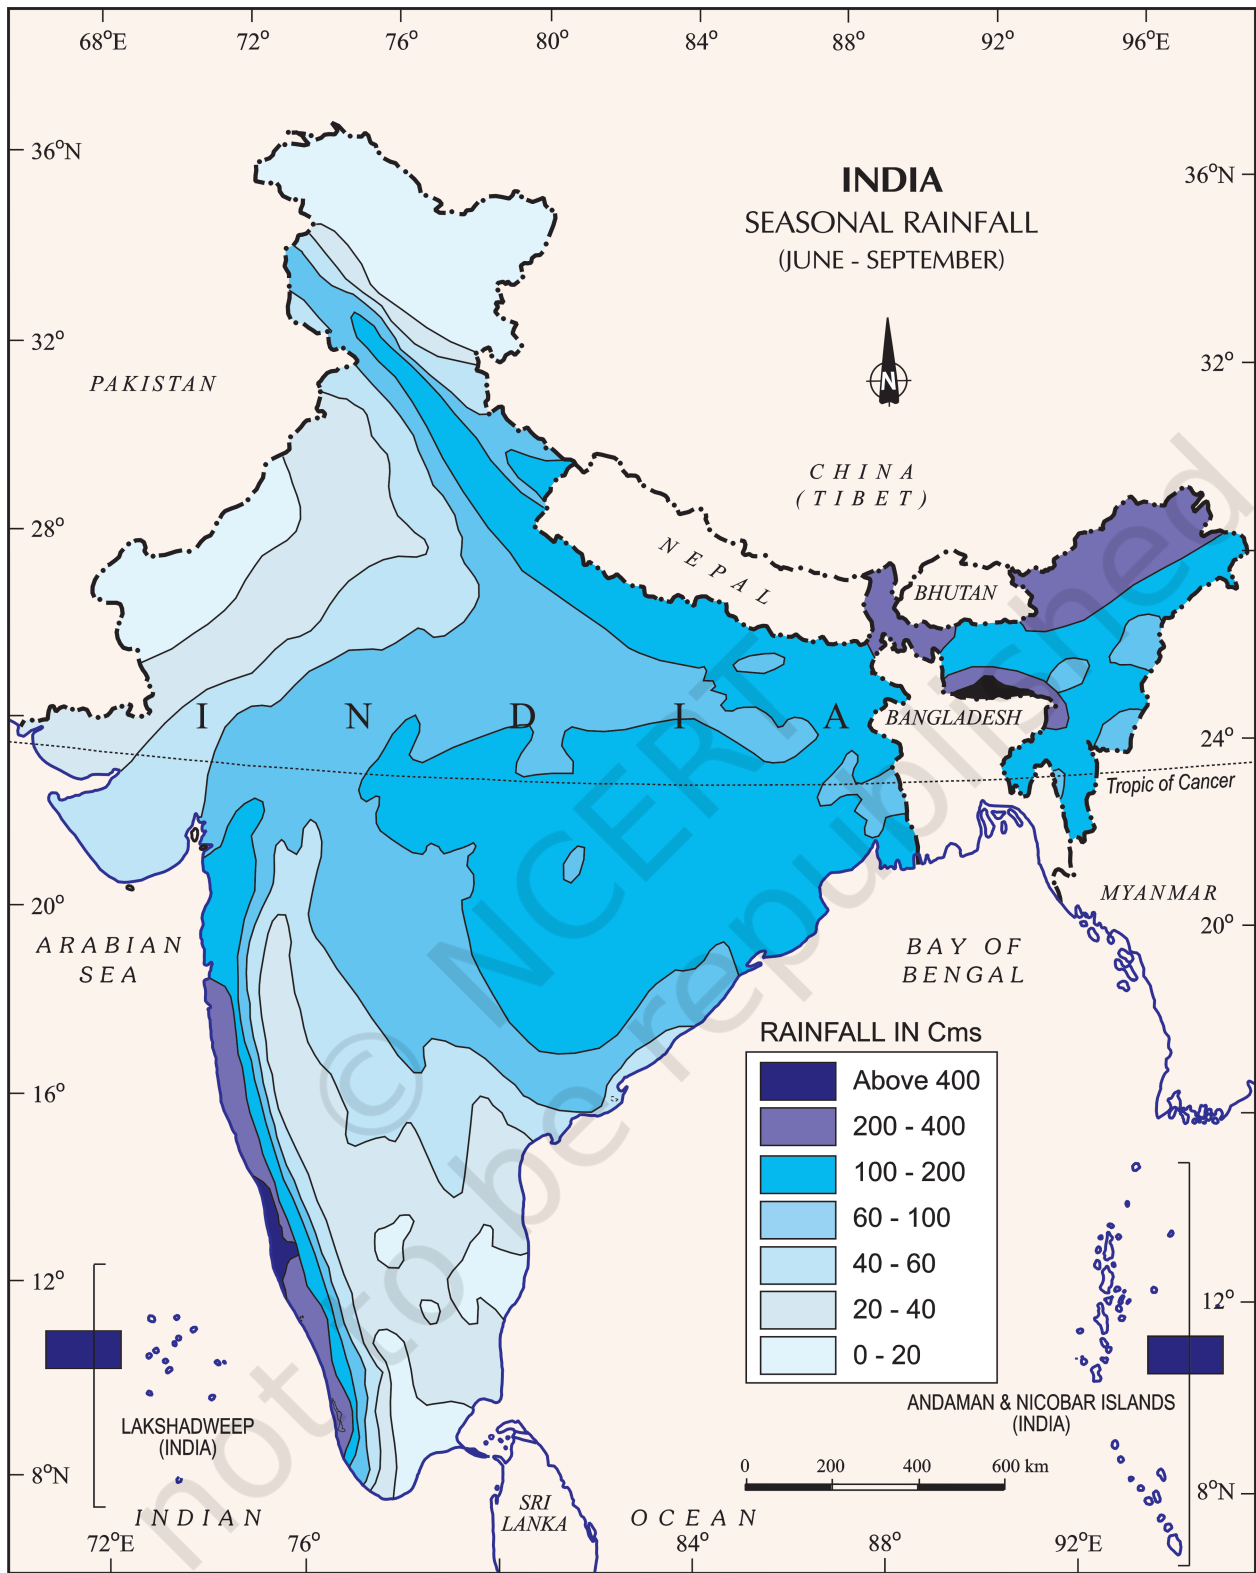 68°E 72° 76° 80° 84° 88° 92° 96°E
36°N
36°N
INDIA
SEASONAL RAINFALL
(JUNE - SEPTEMBER)
32°
32°
N
PAKISTAN
CHINA
(TIBET)
28°
NEPAL
BHUTAN
INDIA
BANGLADESH
24°
Tropic of Cancer
20°
MYANMAR
20°
ARABIAN
SEA
BAY OF
BENGAL
© NCERT
not to be republished
RAINFALL IN Cms
Above 400
200 - 400
100 - 200
60 - 100
40 - 60
20 - 40
0 - 20
16°
12°
12°
LAKSHADWEEP
(INDIA)
ANDAMAN & NICOBAR ISLANDS
(INDIA)
0 200 400 600 km
8°N
8°N
INDIAN
SRI
LANKA
OCEAN
72°E 76° 84° 88° 92°E